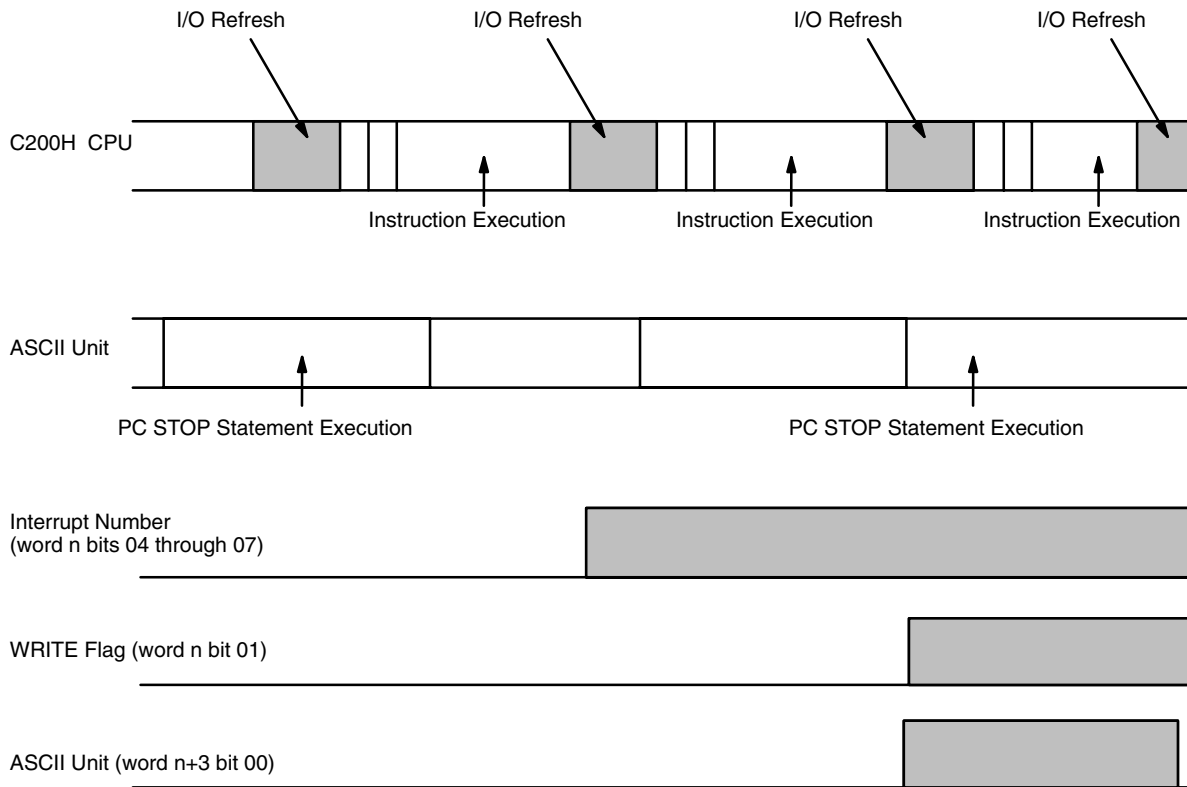 I/O Refresh
I/O Refresh
I/O Refresh
I/O Refresh
C200H CPU
Instruction Execution
Instruction Execution
Instruction Execution
ASCII Unit
PC STOP Statement Execution
PC STOP Statement Execution
Interrupt Number
(word n bits 04 through 07)
WRITE Flag (word n bit 01)
ASCII Unit (word n+3 bit 00)